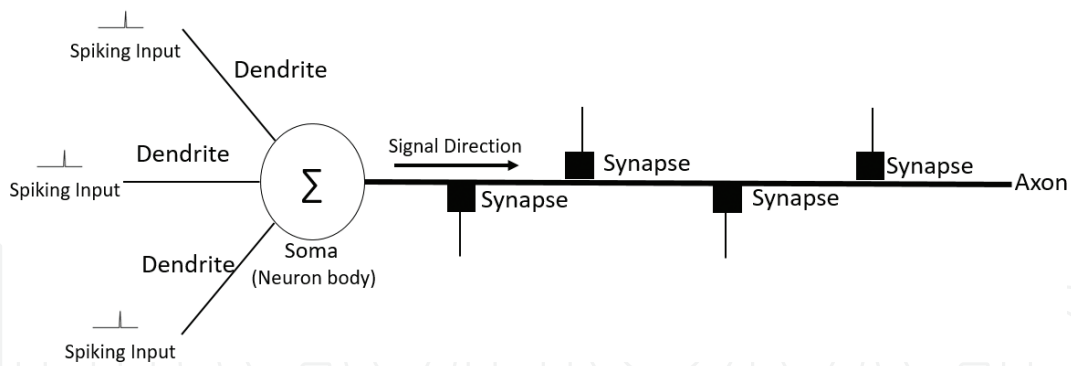 Spiking Input
Dendrite
Dendrite
Spiking Input
Σ
Dendrite
Soma
(Neuron body)
Spiking Input
Signal Direction
Synapse
Synapse
Synapse
Synapse
Axon